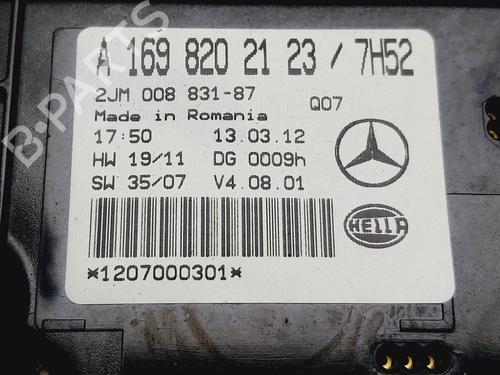 A 169 820 21 23 / 7H52
2JM 008 831-87 Q07
Made in Romania
17:50 13.03.12
HW 19/11 DG 0009h
SW 35/07 V4.08.01
HELLA
*1207000301*
B-PARTS